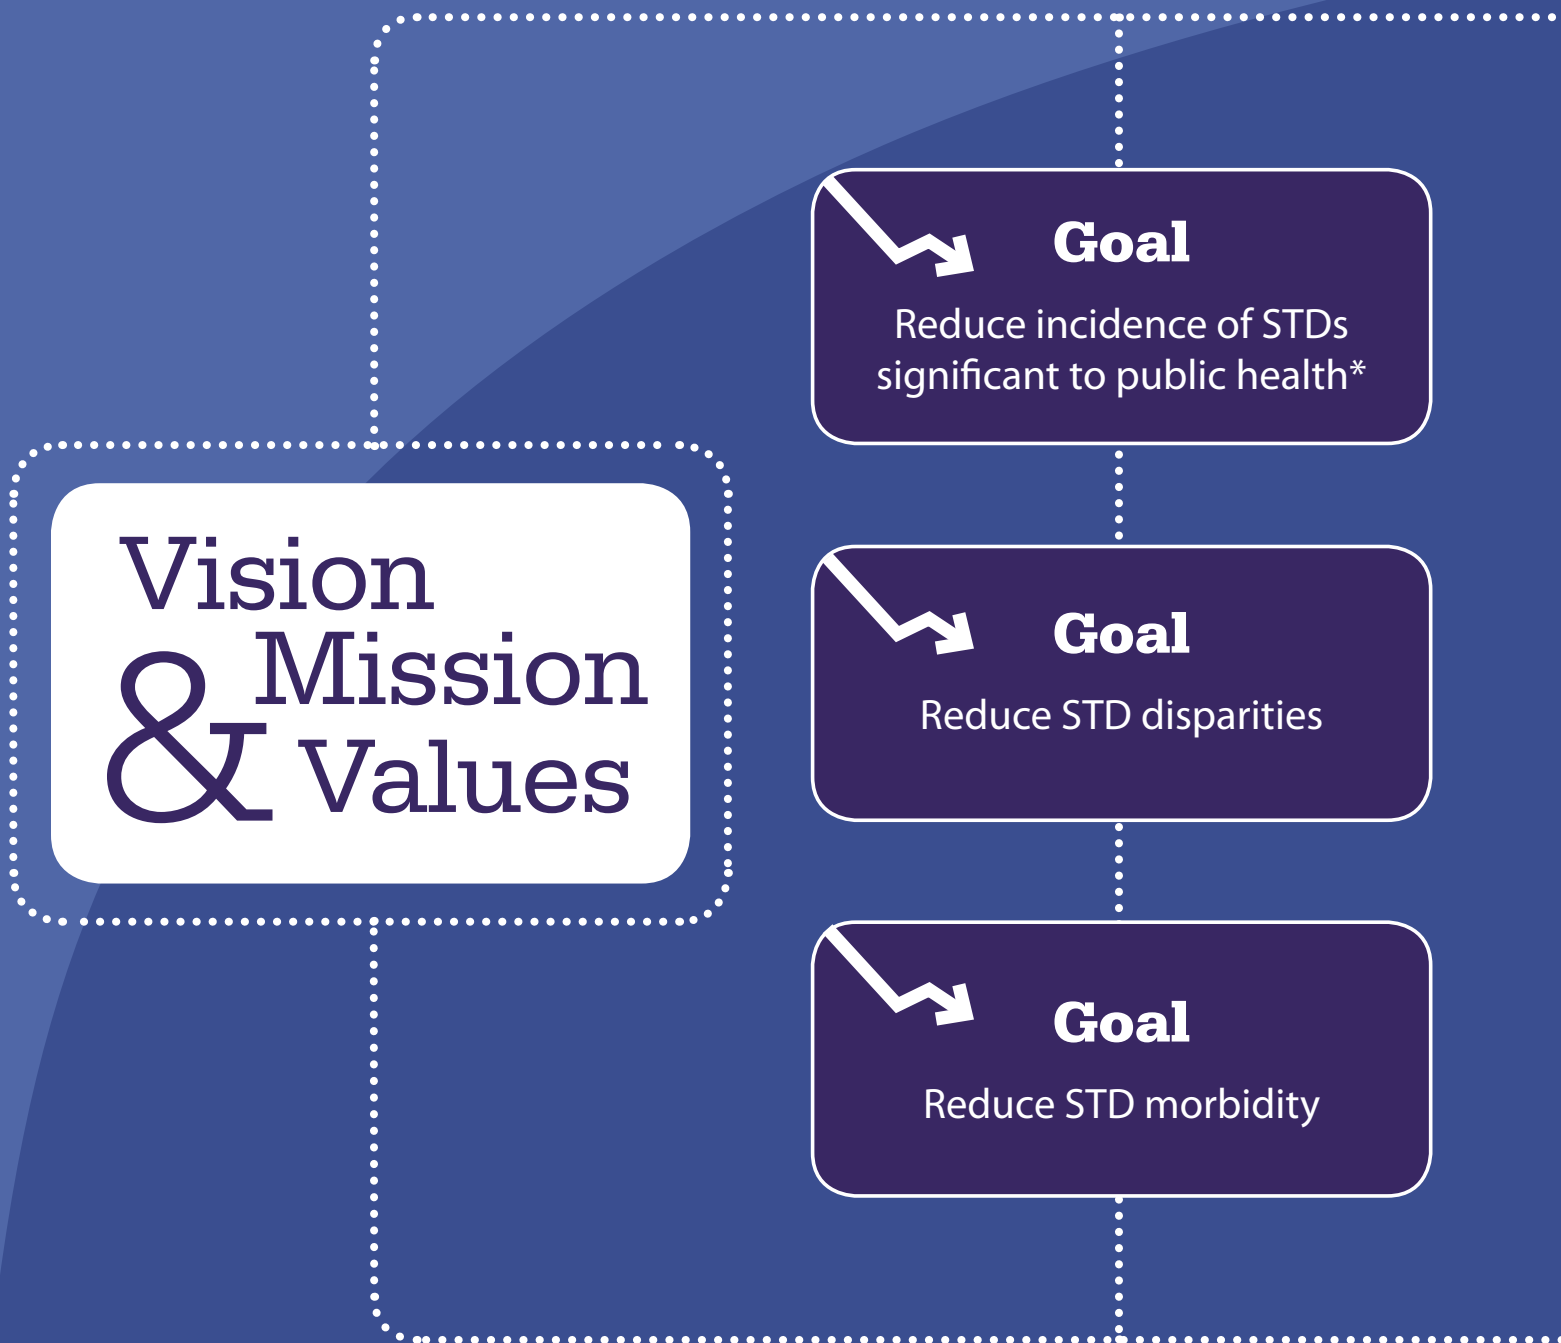 Vision
Mission
& Values
Goal
Reduce incidence of STDs
significant to public health*
Goal
Reduce STD disparities
Goal
Reduce STD morbidity